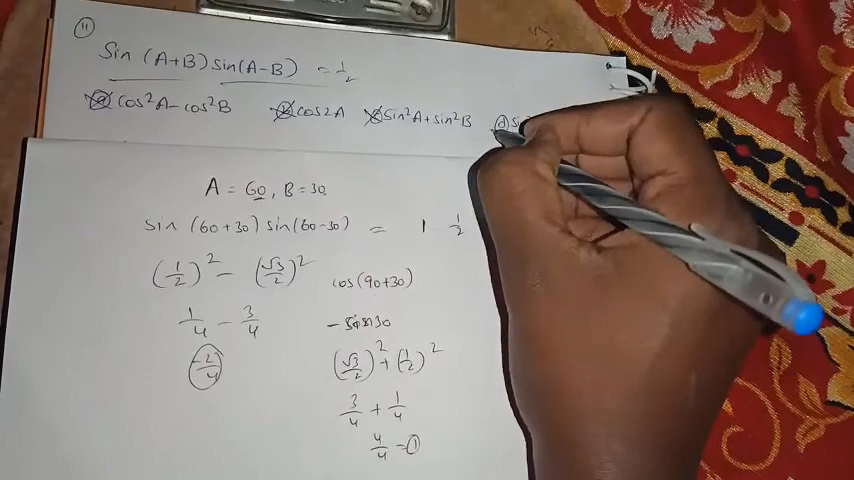 11
Sin (A+B) sin(A-B) = 1/2
a cos²A-cos²B b cos2A c sin²A+sin²B d
A = 60, B = 30.
sin (60+30) sin(60-30) = 1 1/2
(1/2)² - (√3/2)² cos(90+30)
1/4 - 3/4 - sin30
-2/4 (√3/2)² + (1/2)²
3/4 + 1/4
4/4 = 1